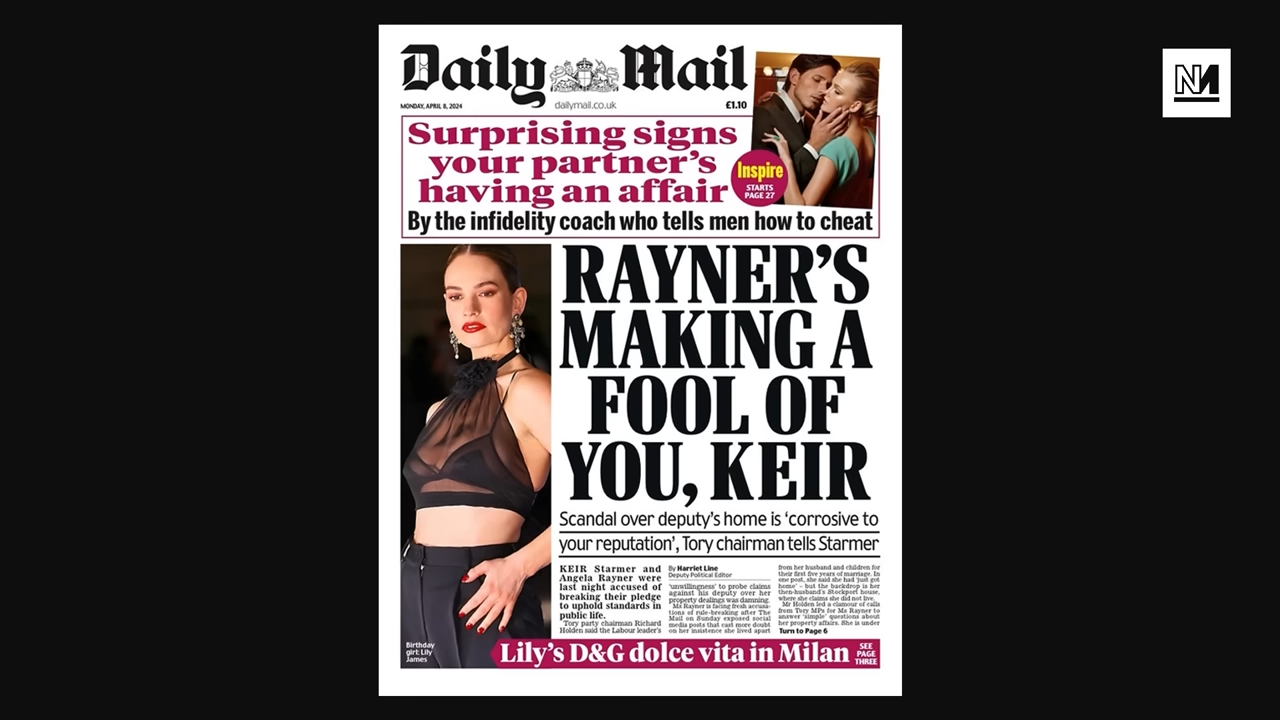 Daily Mail
MONDAY, APRIL 8, 2024
dailymail.co.uk
£1.10
Surprising signs
your partner's
having an affair
Inspire
STARTS
PAGE 27
By the infidelity coach who tells men how to cheat
RAYNER'S
MAKING A
FOOL OF
YOU, KEIR
Scandal over deputy's home is 'corrosive to
your reputation', Tory chairman tells Starmer
KEIR Starmer and
Angela Rayner were
last night accused of
breaking their pledge
to uphold standards in
public life.
Tory party chairman Richard
Holden said the Labour leader's
By Harriet Line
Deputy Political Editor
'unwillingness' to probe claims
against his deputy over her
property dealings was damning.
Ms Rayner is facing fresh accusa-
tions of rule-breaking after The
Mail on Sunday exposed social
media posts that cast more doubt
on her insistence she lived apart
from her husband and children for
their first five years of marriage. In
one post, she said she had 'just got
home' – but the backdrop is her
then-husband's Stockport house,
where she claims she did not live.
Mr Holden led a clamour of calls
from Tory MPs for Ms Rayner to
answer 'simple' questions about
her property affairs. She is under
Turn to Page 6
Birthday
girl: Lily
James
Lily's D&G dolce vita in Milan
SEE
PAGE
THREE
NM